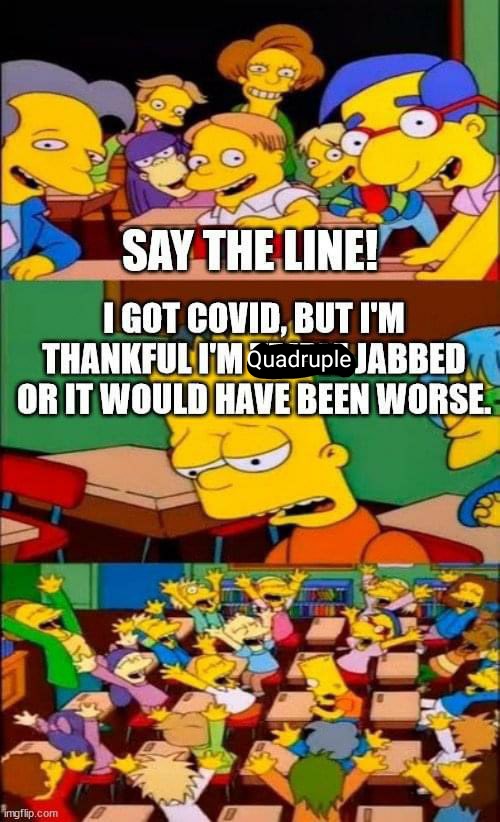 SAY THE LINE!
I GOT COVID, BUT I'M
THANKFUL I'M Quadruple JABBED
OR IT WOULD HAVE BEEN WORSE.
imgflip.com